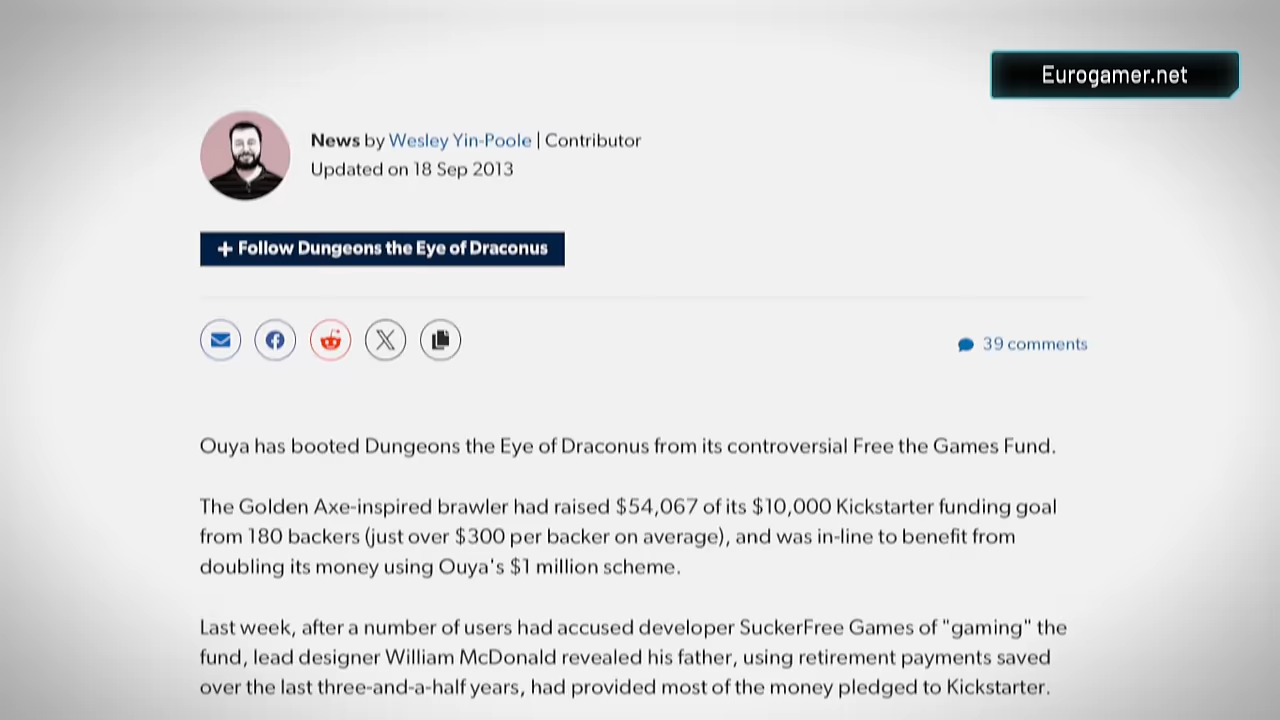 Eurogamer.net
News by Wesley Yin-Poole | Contributor
Updated on 18 Sep 2013
+ Follow Dungeons the Eye of Draconus
39 comments
Ouya has booted Dungeons the Eye of Draconus from its controversial Free the Games Fund.
The Golden Axe-inspired brawler had raised $54,067 of its $10,000 Kickstarter funding goal
from 180 backers (just over $300 per backer on average), and was in-line to benefit from
doubling its money using Ouya's $1 million scheme.
Last week, after a number of users had accused developer SuckerFree Games of "gaming" the
fund, lead designer William McDonald revealed his father, using retirement payments saved
over the last three-and-a-half years, had provided most of the money pledged to Kickstarter.